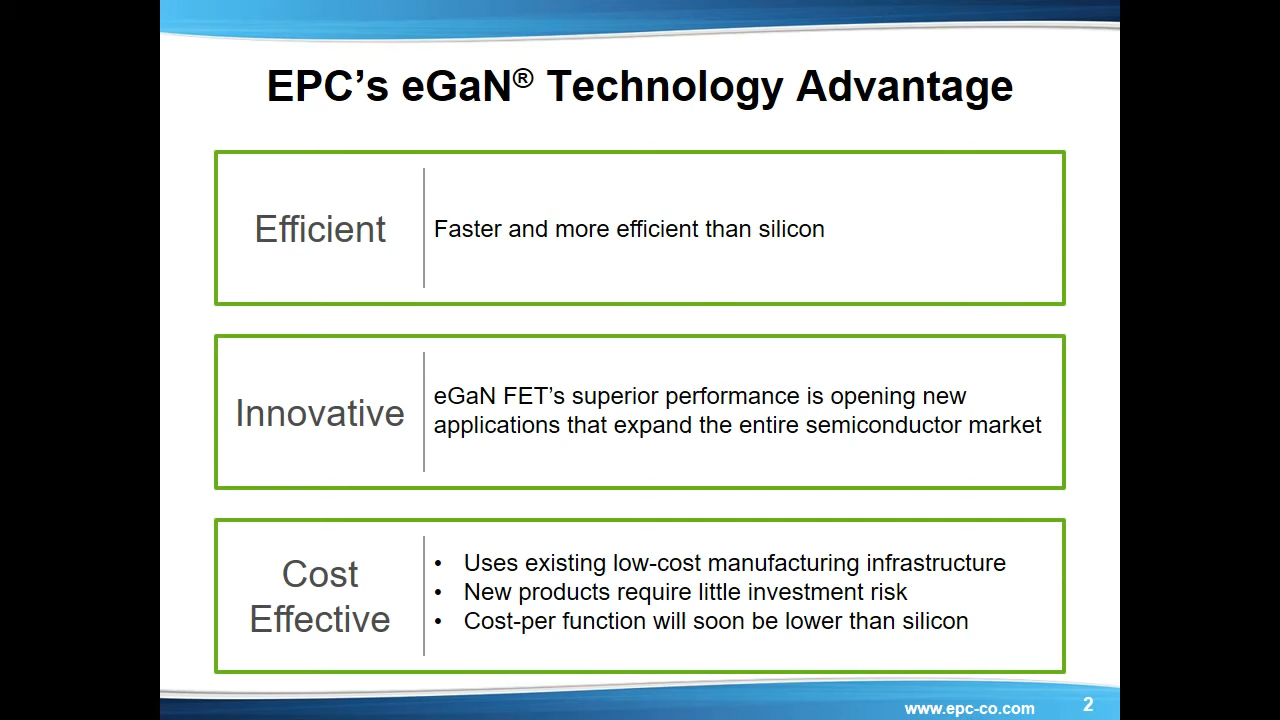 EPC’s eGaN® Technology Advantage
Efficient
Faster and more efficient than silicon
Innovative
eGaN FET’s superior performance is opening new
applications that expand the entire semiconductor market
Cost
Effective
• Uses existing low-cost manufacturing infrastructure
• New products require little investment risk
• Cost-per function will soon be lower than silicon
www.epc-co.com
2